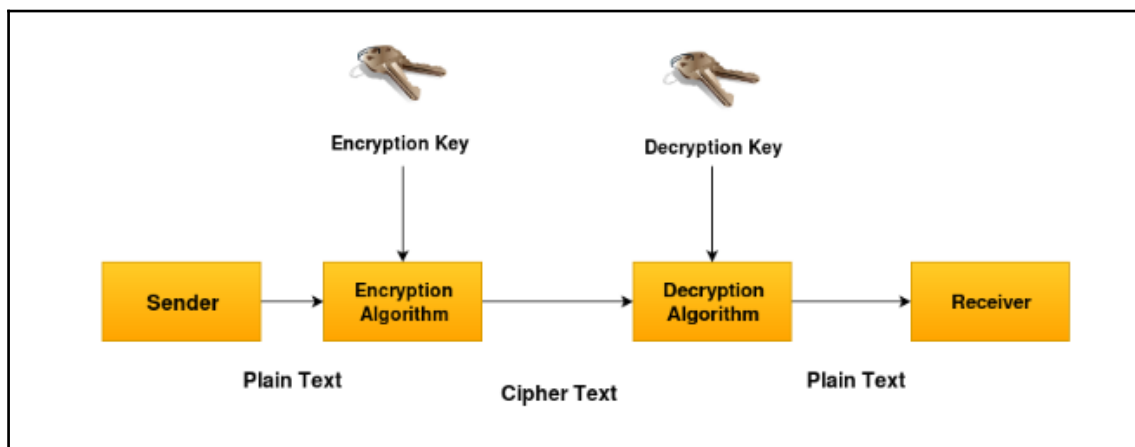 Encryption Key
Decryption Key
Sender
Encryption
Algorithm
Decryption
Algorithm
Receiver
Plain Text
Cipher Text
Plain Text